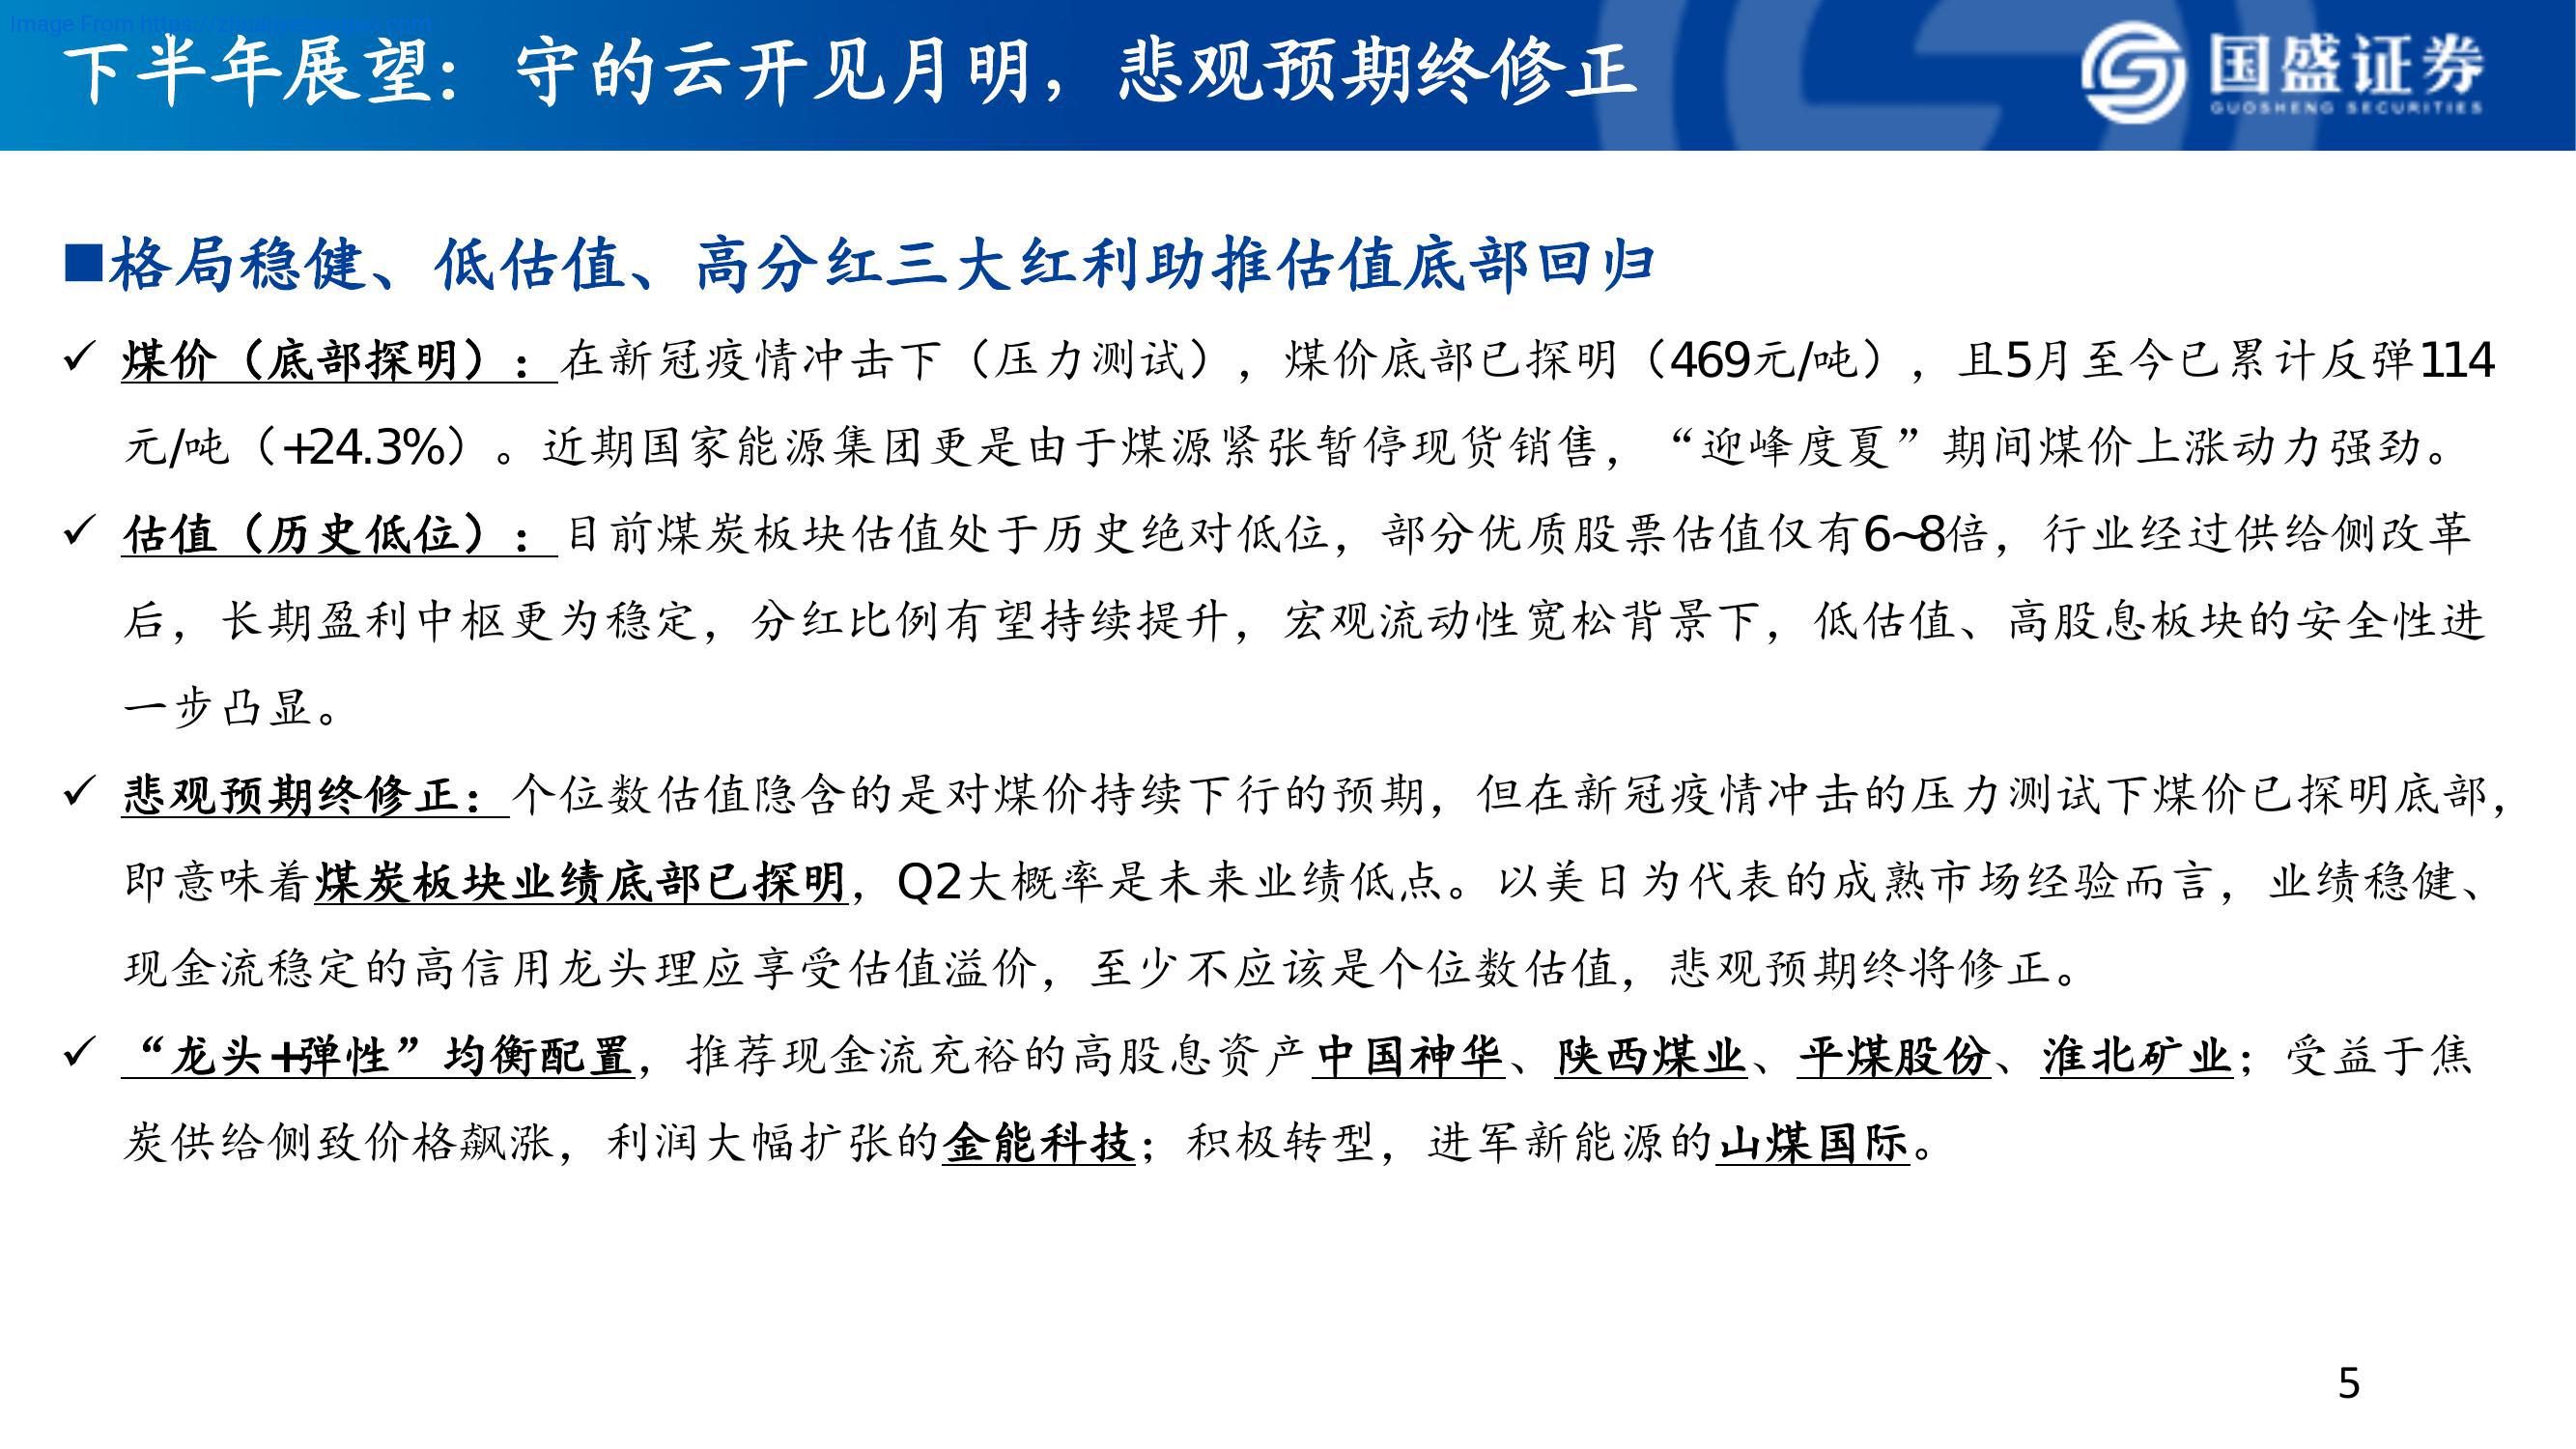 Image From https://zhuanlan.zhihu.com
下半年展望：守的云开见月明，悲观预期终修正
国盛证券
GUOSHENG SECURITIES
■格局稳健、低估值、高分红三大红利助推估值底部回归
✓ 煤价（底部探明）：在新冠疫情冲击下（压力测试），煤价底部已探明（469元/吨），且5月至今已累计反弹114
元/吨（+24.3%）。近期国家能源集团更是由于煤源紧张暂停现货销售，“迎峰度夏”期间煤价上涨动力强劲。
✓ 估值（历史低位）：目前煤炭板块估值处于历史绝对低位，部分优质股票估值仅有6~8倍，行业经过供给侧改革
后，长期盈利中枢更为稳定，分红比例有望持续提升，宏观流动性宽松背景下，低估值、高股息板块的安全性进
一步凸显。
✓ 悲观预期终修正：个位数估值隐含的是对煤价持续下行的预期，但在新冠疫情冲击的压力测试下煤价已探明底部，
即意味着煤炭板块业绩底部已探明，Q2大概率是未来业绩低点。以美日为代表的成熟市场经验而言，业绩稳健、
现金流稳定的高信用龙头理应享受估值溢价，至少不应该是个位数估值，悲观预期终将修正。
✓ “龙头+弹性”均衡配置，推荐现金流充裕的高股息资产中国神华、陕西煤业、平煤股份、淮北矿业；受益于焦
炭供给侧致价格飙涨，利润大幅扩张的金能科技；积极转型，进军新能源的山煤国际。
5